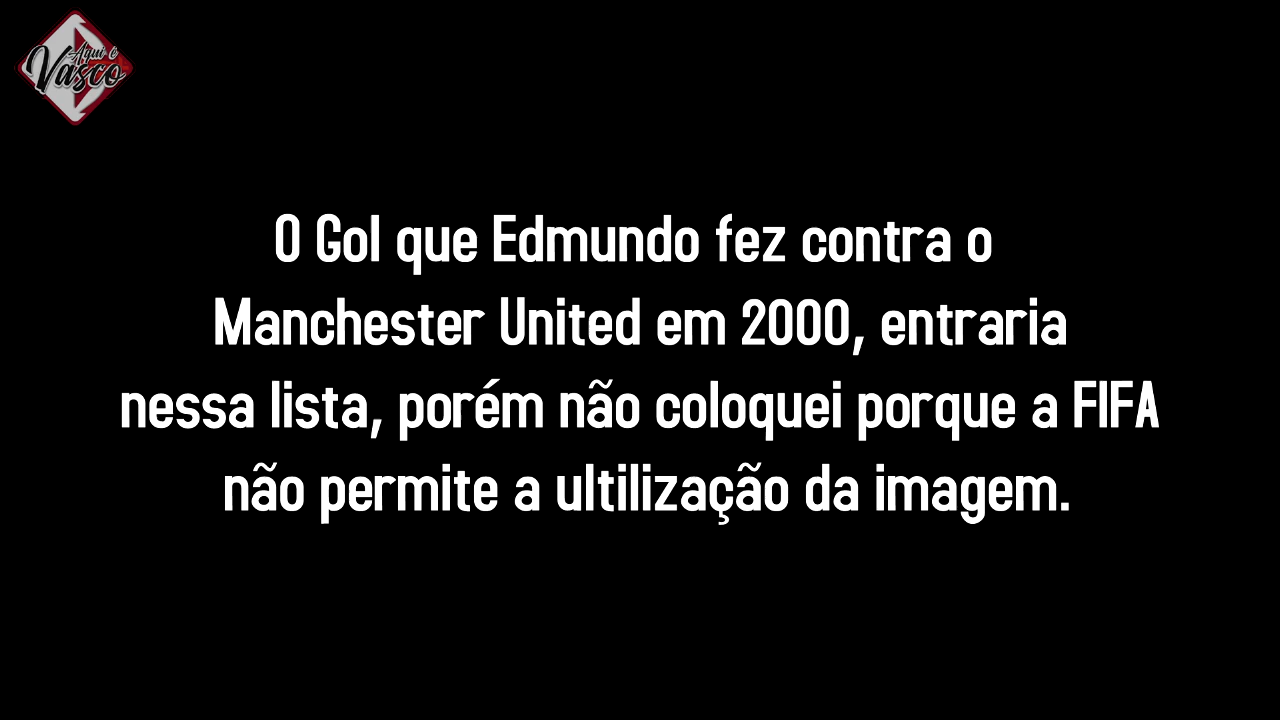 Aqui é
Vasco
O Gol que Edmundo fez contra o
Manchester United em 2000, entraria
nessa lista, porém não coloquei porque a FIFA
não permite a ultilização da imagem.